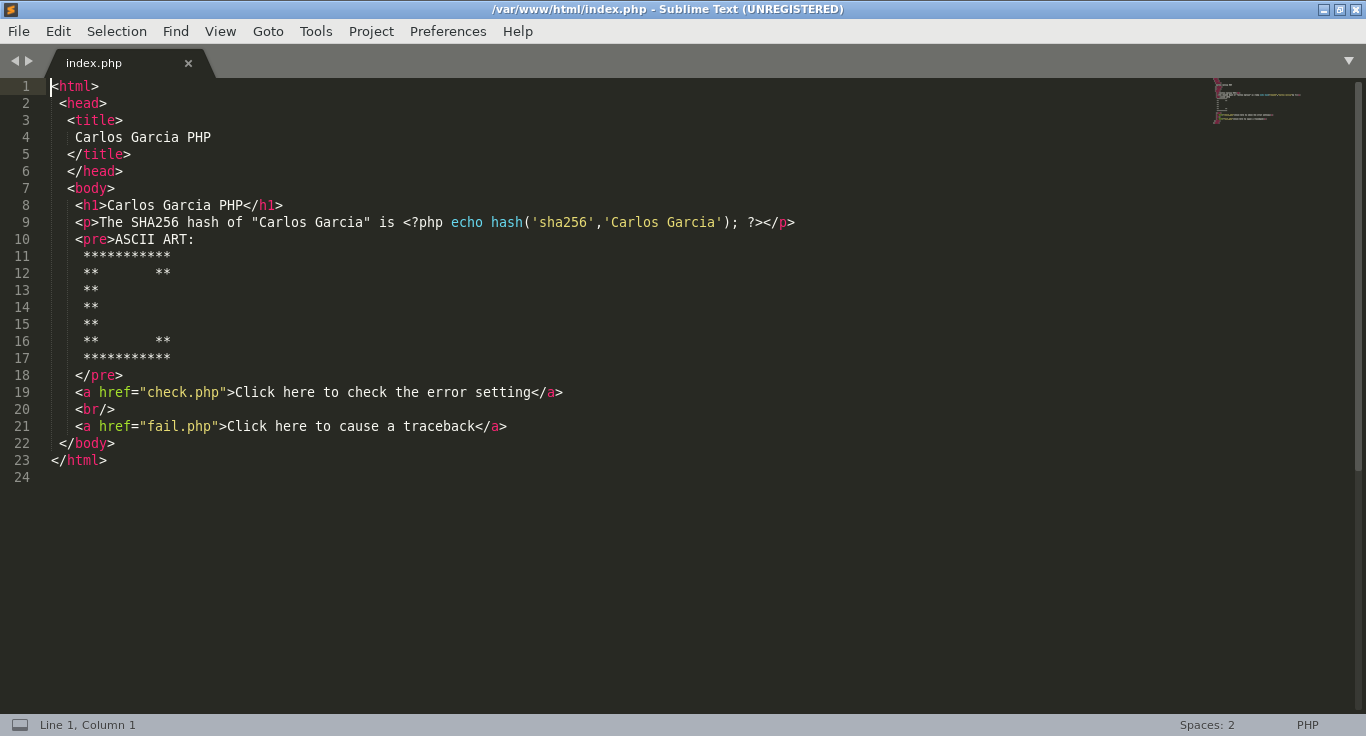 /var/www/html/index.php - Sublime Text (UNREGISTERED)
File Edit Selection Find View Goto Tools Project Preferences Help
index.php
1 <html>
2  <head>
3   <title>
4    Carlos Garcia PHP
5   </title>
6   </head>
7   <body>
8    <h1>Carlos Garcia PHP</h1>
9    <p>The SHA256 hash of "Carlos Garcia" is <?php echo hash('sha256','Carlos Garcia'); ?></p>
10    <pre>ASCII ART:
11     ***********
12     **       **
13     **
14     **
15     **
16     **       **
17     ***********
18    </pre>
19    <a href="check.php">Click here to check the error setting</a>
20    <br/>
21    <a href="fail.php">Click here to cause a traceback</a>
22  </body>
23 </html>
24
Line 1, Column 1 Spaces: 2 PHP